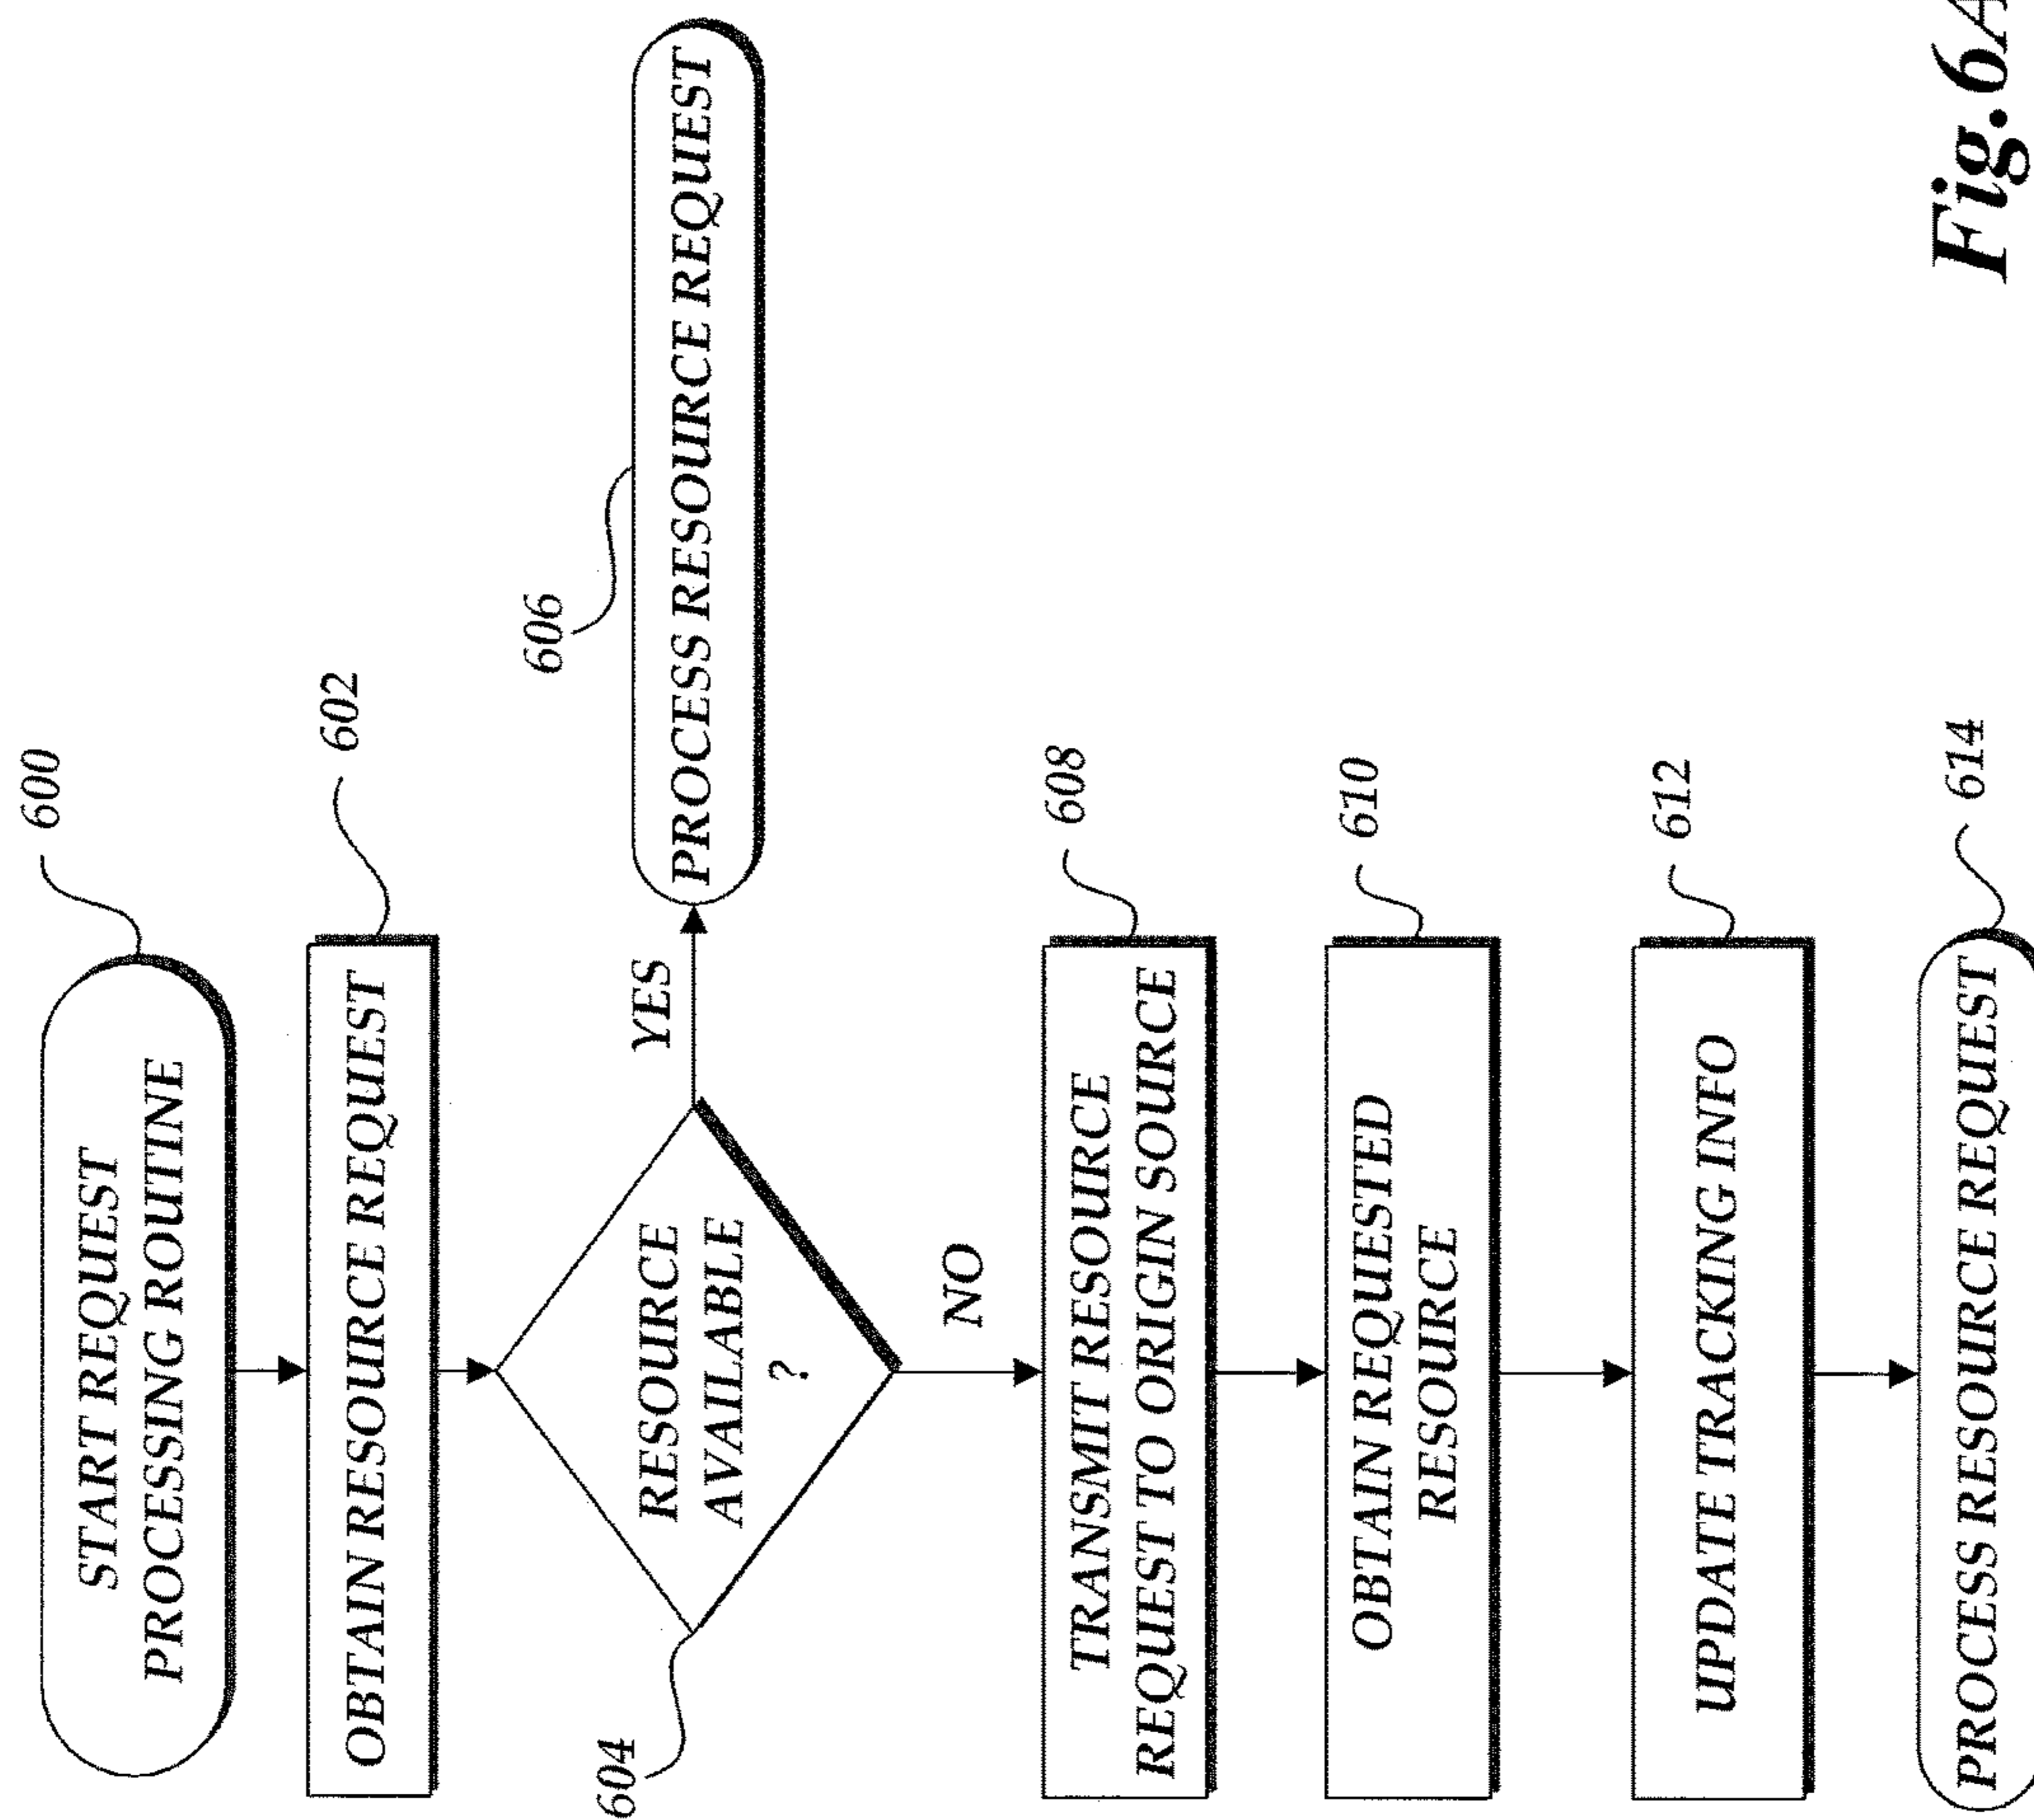 600
START REQUEST
PROCESSING ROUTINE
602
OBTAIN RESOURCE REQUEST
604
RESOURCE
AVAILABLE
?
YES
606
PROCESS RESOURCE REQUEST
NO
608
TRANSMIT RESOURCE
REQUEST TO ORIGIN SOURCE
610
OBTAIN REQUESTED
RESOURCE
612
UPDATE TRACKING INFO
614
PROCESS RESOURCE REQUEST
Fig.6A